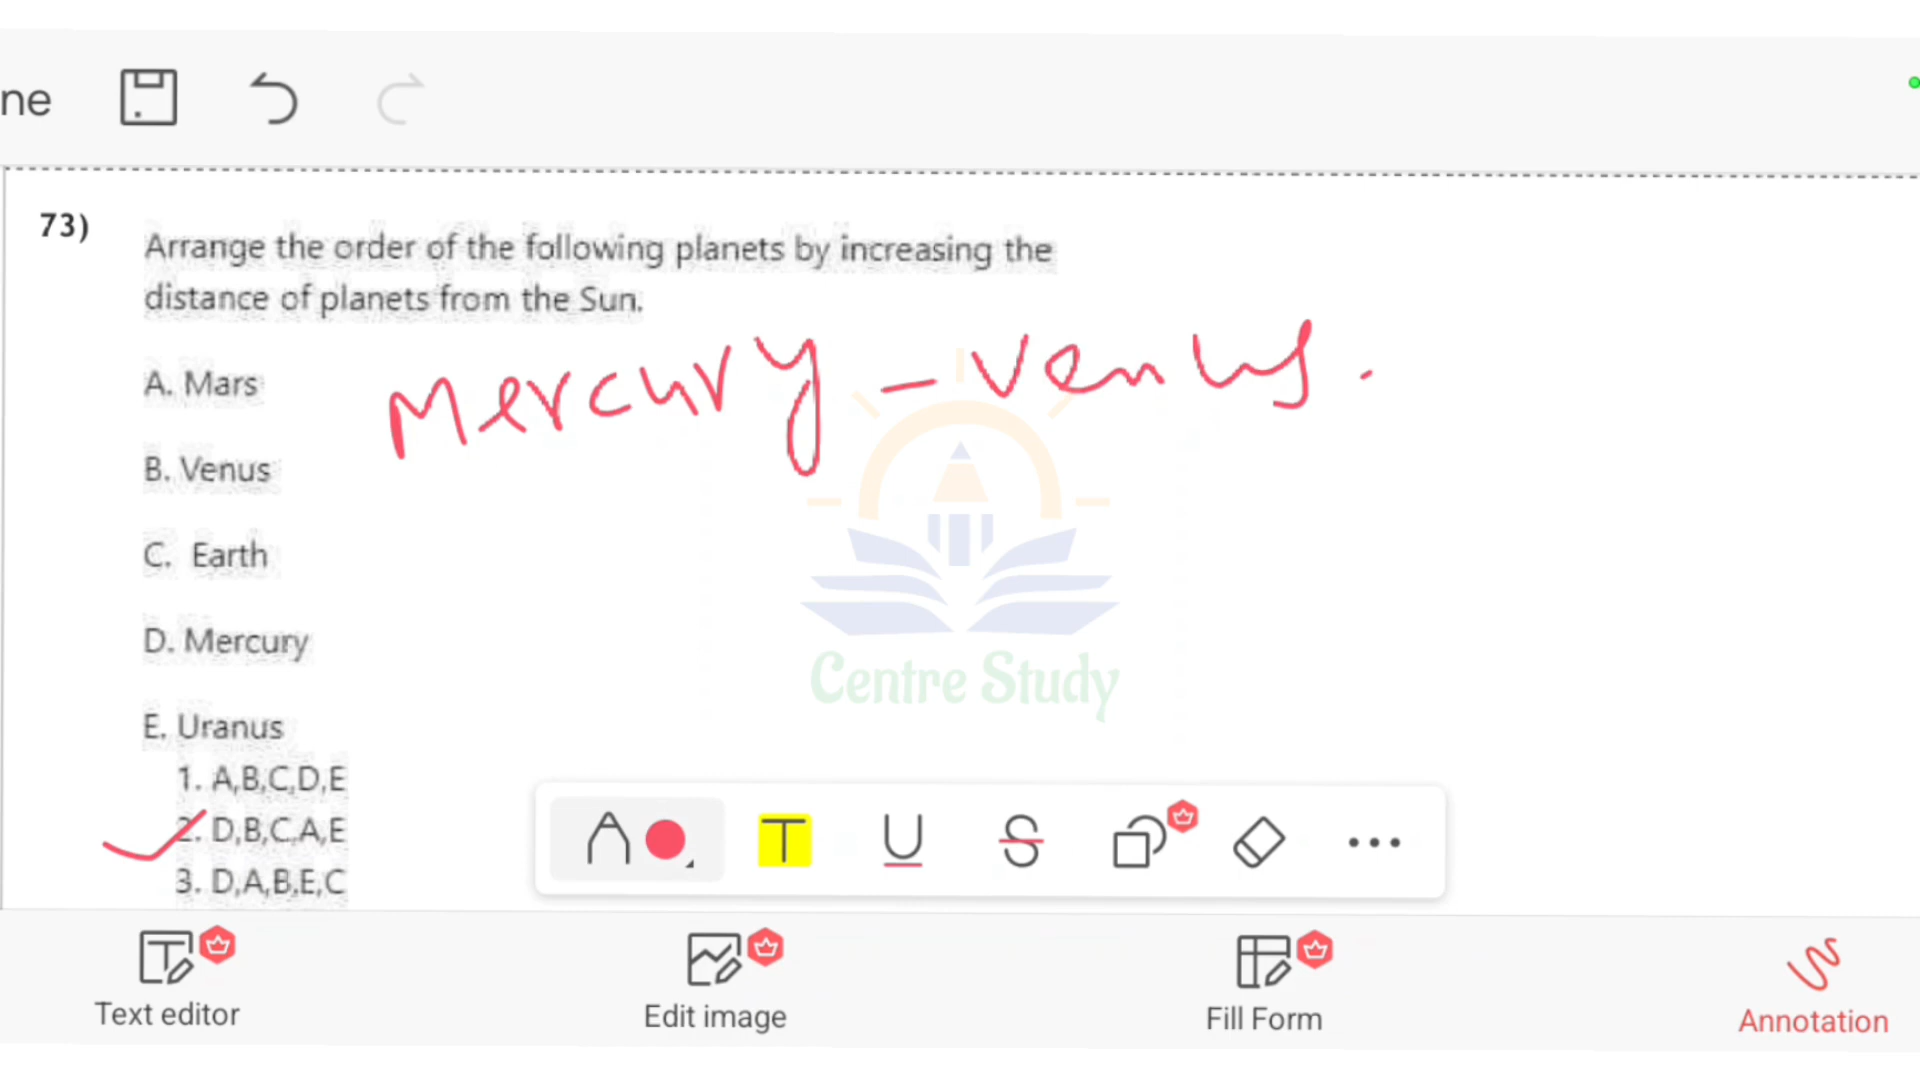 ne
73)
Arrange the order of the following planets by increasing the
distance of planets from the Sun.
Mercury - Venus.
A. Mars
B. Venus
C. Earth
D. Mercury
E. Uranus
1. A,B,C,D,E
2. D,B,C,A,E
3. D,A,B,E,C
Centre Study
T U S
Text editor
Edit image
Fill Form
Annotation